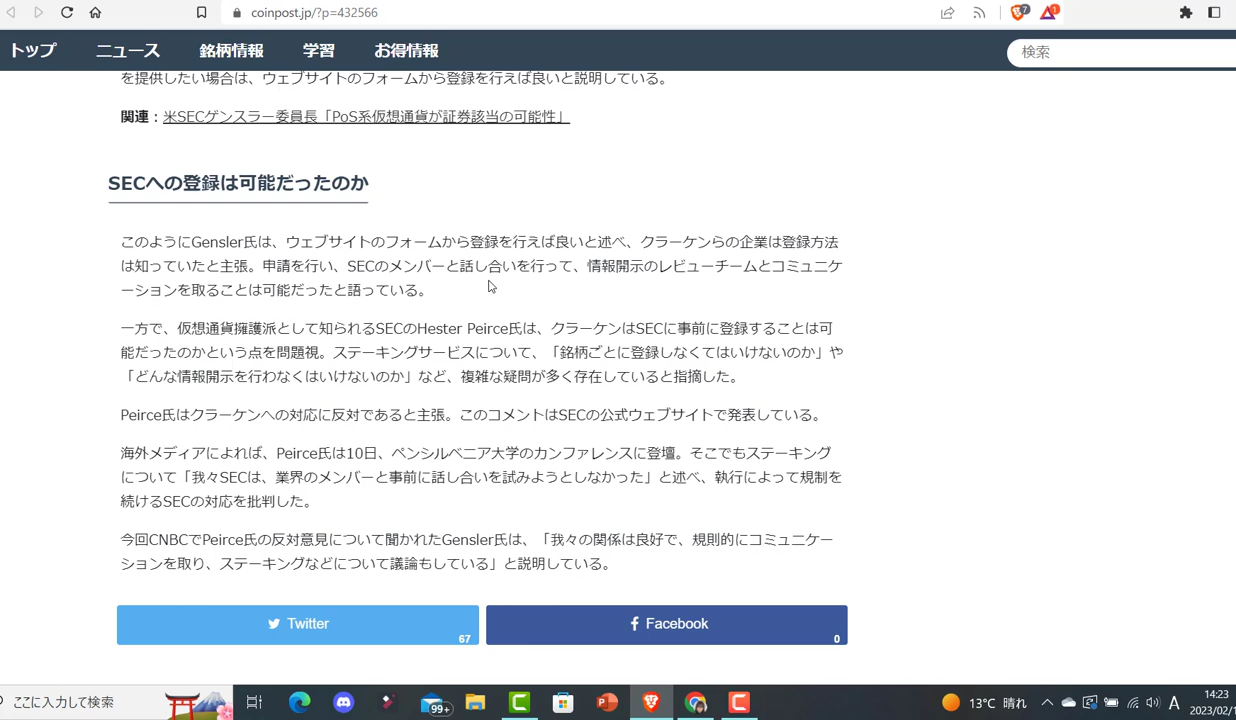 coinpost.jp/?p=432566
7
1
トップ ニュース 銘柄情報 学習 お得情報 検索
を提供したい場合は、ウェブサイトのフォームから登録を行えば良いと説明している。
関連：米SECゲンスラー委員長「PoS系仮想通貨が証券該当の可能性」
SECへの登録は可能だったのか
このようにGensler氏は、ウェブサイトのフォームから登録を行えば良いと述べ、クラーケンらの企業は登録方法
は知っていたと主張。申請を行い、SECのメンバーと話し合いを行って、情報開示のレビューチームとコミュニケ
ーションを取ることは可能だったと語っている。
一方で、仮想通貨擁護派として知られるSECのHester Peirce氏は、クラーケンはSECに事前に登録することは可
能だったのかという点を問題視。ステーキングサービスについて、「銘柄ごとに登録しなくてはいけないのか」や
「どんな情報開示を行わなくはいけないのか」など、複雑な疑問が多く存在していると指摘した。
Peirce氏はクラーケンへの対応に反対であると主張。このコメントはSECの公式ウェブサイトで発表している。
海外メディアによれば、Peirce氏は10日、ペンシルベニア大学のカンファレンスに登壇。そこでもステーキング
について「我々SECは、業界のメンバーと事前に話し合いを試みようとしなかった」と述べ、執行によって規制を
続けるSECの対応を批判した。
今回CNBCでPeirce氏の反対意見について聞かれたGensler氏は、「我々の関係は良好で、規則的にコミュニケー
ションを取り、ステーキングなどについて議論もしている」と説明している。
Twitter 67
Facebook 0
ここに入力して検索
99+
13°C 晴れ
A
14:23
2023/02/1